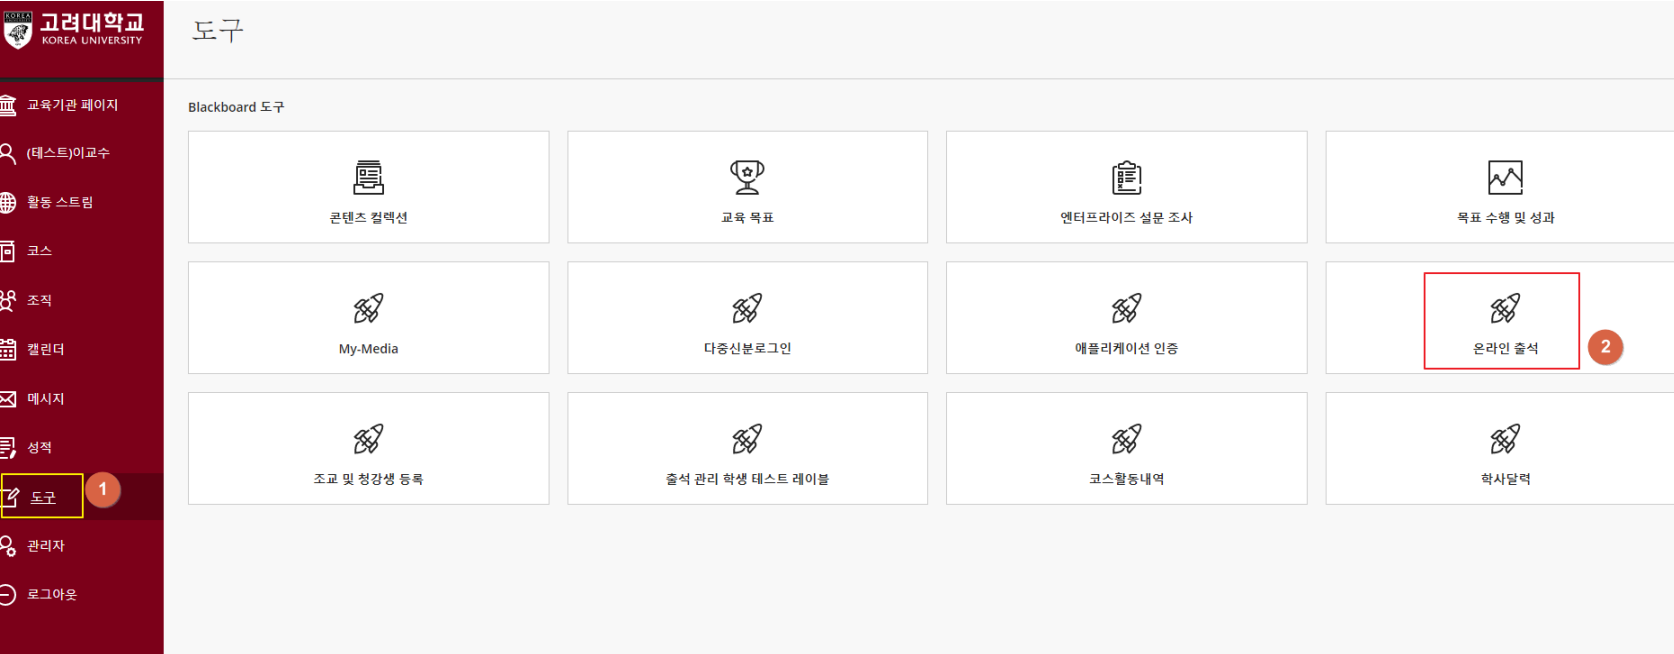 KOREA
고려대학교
KOREA UNIVERSITY
도구
교육기관 페이지
(테스트)이교수
활동 스트림
코스
조직
캘린더
메시지
성적
도구
1
관리자
로그아웃
Blackboard 도구
콘텐츠 컬렉션
교육 목표
엔터프라이즈 설문 조사
목표 수행 및 성과
My-Media
다중신분로그인
애플리케이션 인증
온라인 출석
2
조교 및 청강생 등록
출석 관리 학생 테스트 레이블
코스활동내역
학사달력